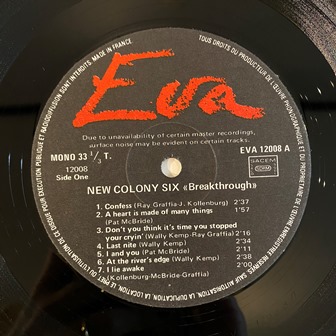 TOUS DROITS DU PRODUCTEUR DE L'ŒUVRE PHONOGRAPHIQUE ET DU PROPRIETAIRE DE L'ŒUVRE ENREGISTREE RESERVES. SAUF AUTORISATION, LA DUPLICATION, LA LOCATION, LE PRET OU L'UTILISATION DE CE DISQUE POUR EXECUTION PUBLIQUE ET RADIODIFFUSION SONT INTERDITS. MADE IN FRANCE.
Eva
Due to unavailability of certain master recordings,
surface noise may be evident on certain tracks.
MONO 33 1/3 T.
EVA 12008 A
12008
Side One
SACEM
NEW COLONY SIX «Breakthrough»
1. Confess (Ray Graffia-J. Kollenburg) 2'37
2. A heart is made of many things 1'57
(Pat McBride)
3. Don't you think it's time you stopped
your cryin' (Wally Kemp-Ray Graffia) 2'16
4. Last nite (Wally Kemp) 2'34
5. I and you (Pat McBride) 2'11
6. At the river's edge (Wally Kemp) 2'38
7. I lie awake 2'00
(Kollenburg-McBride-Graffia)